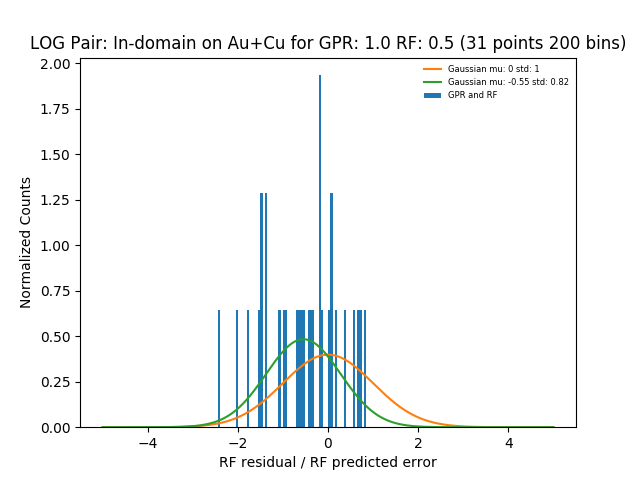 LOG Pair: In-domain on Au+Cu for GPR: 1.0 RF: 0.5 (31 points 200 bins)
Gaussian mu: 0 std: 1
Gaussian mu: -0.55 std: 0.82
GPR and RF
2.00
1.75
1.50
1.25
1.00
0.75
0.50
0.25
0.00
Normalized Counts
−4 −2 0 2 4
RF residual / RF predicted error